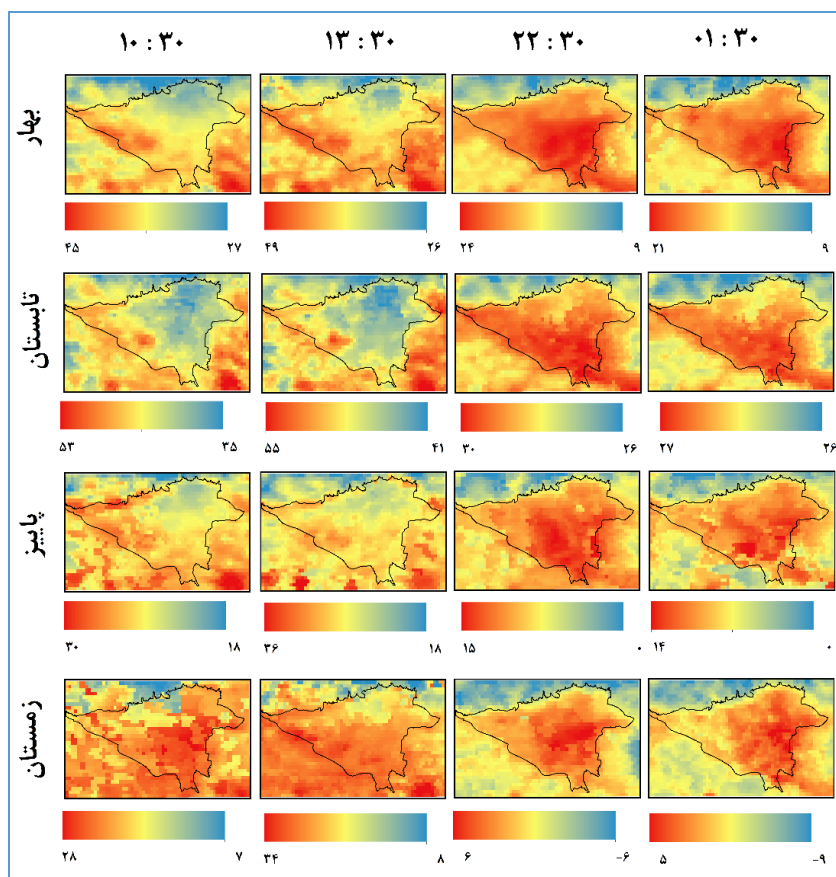 ۱۰ : ۳۰ ۱۳ : ۳۰ ۲۲ : ۳۰ ۰۱ : ۳۰
بهار
۴۵ ۲۷ ۴۹ ۲۶ ۲۴ ۹ ۲۱ ۹
تابستان
۵۳ ۳۵ ۵۵ ۴۱ ۳۰ ۲۶ ۲۷ ۲۶
پاییز
۳۰ ۱۸ ۳۶ ۱۸ ۱۵ ۰ ۱۴ ۰
زمستان
۲۸ ۷ ۳۴ ۸ ۶ -۶ ۵ -۹